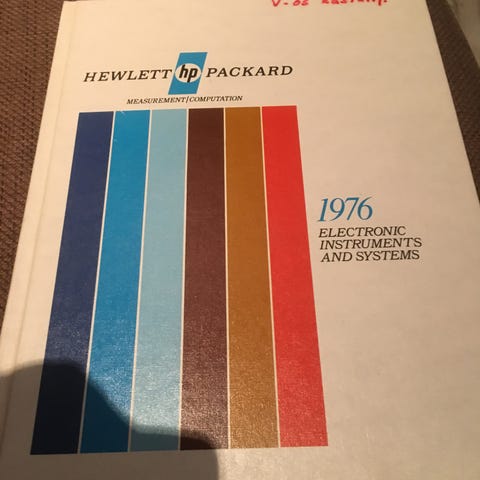 HEWLETT hp PACKARD
MEASUREMENT/COMPUTATION
1976
ELECTRONIC
INSTRUMENTS
AND SYSTEMS